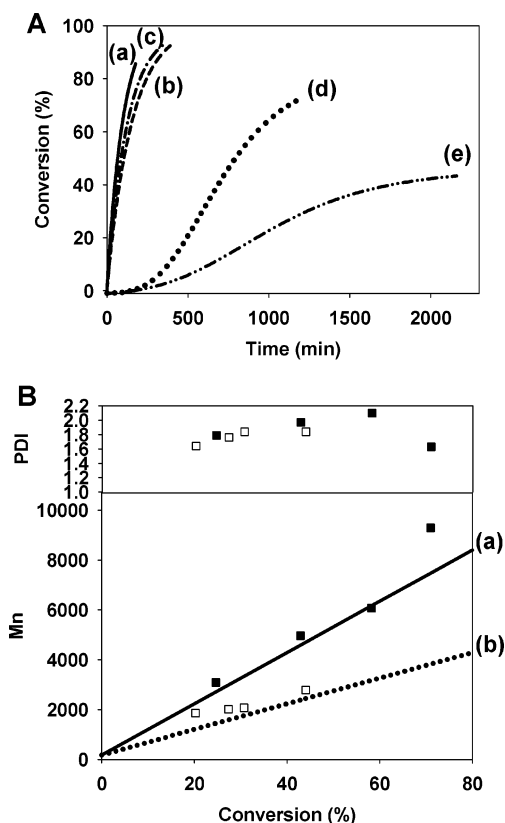 A
100
(a)
(c)
(b)
80
(d)
60
(e)
40
20
0
Conversion (%)
0 500 1000 1500 2000
Time (min)
B
2.2
2.0
1.8
1.6
1.4
1.2
1.0
PDI
10000
(a)
8000
6000
(b)
4000
2000
0
Mn
0 20 40 60 80
Conversion (%)